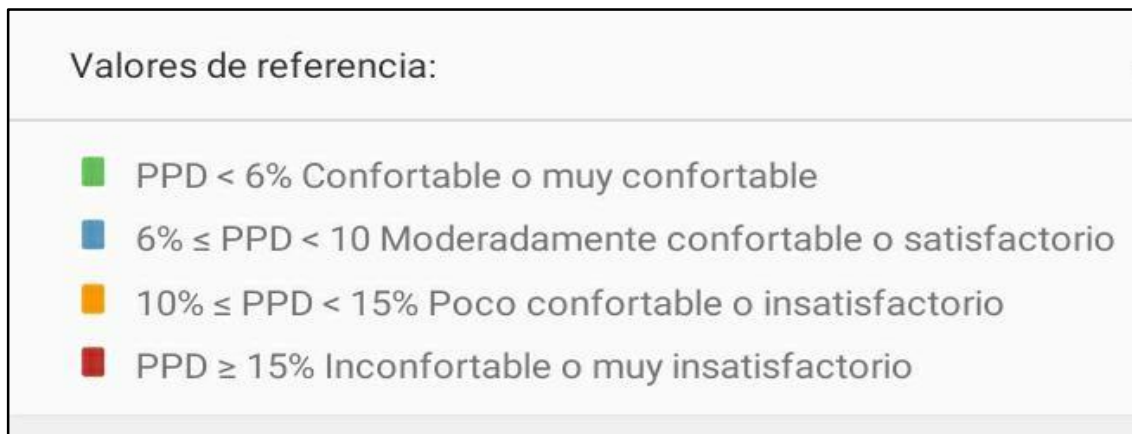 Valores de referencia:
PPD < 6% Confortable o muy confortable
6% ≤ PPD < 10 Moderadamente confortable o satisfactorio
10% ≤ PPD < 15% Poco confortable o insatisfactorio
PPD ≥ 15% Inconfortable o muy insatisfactorio